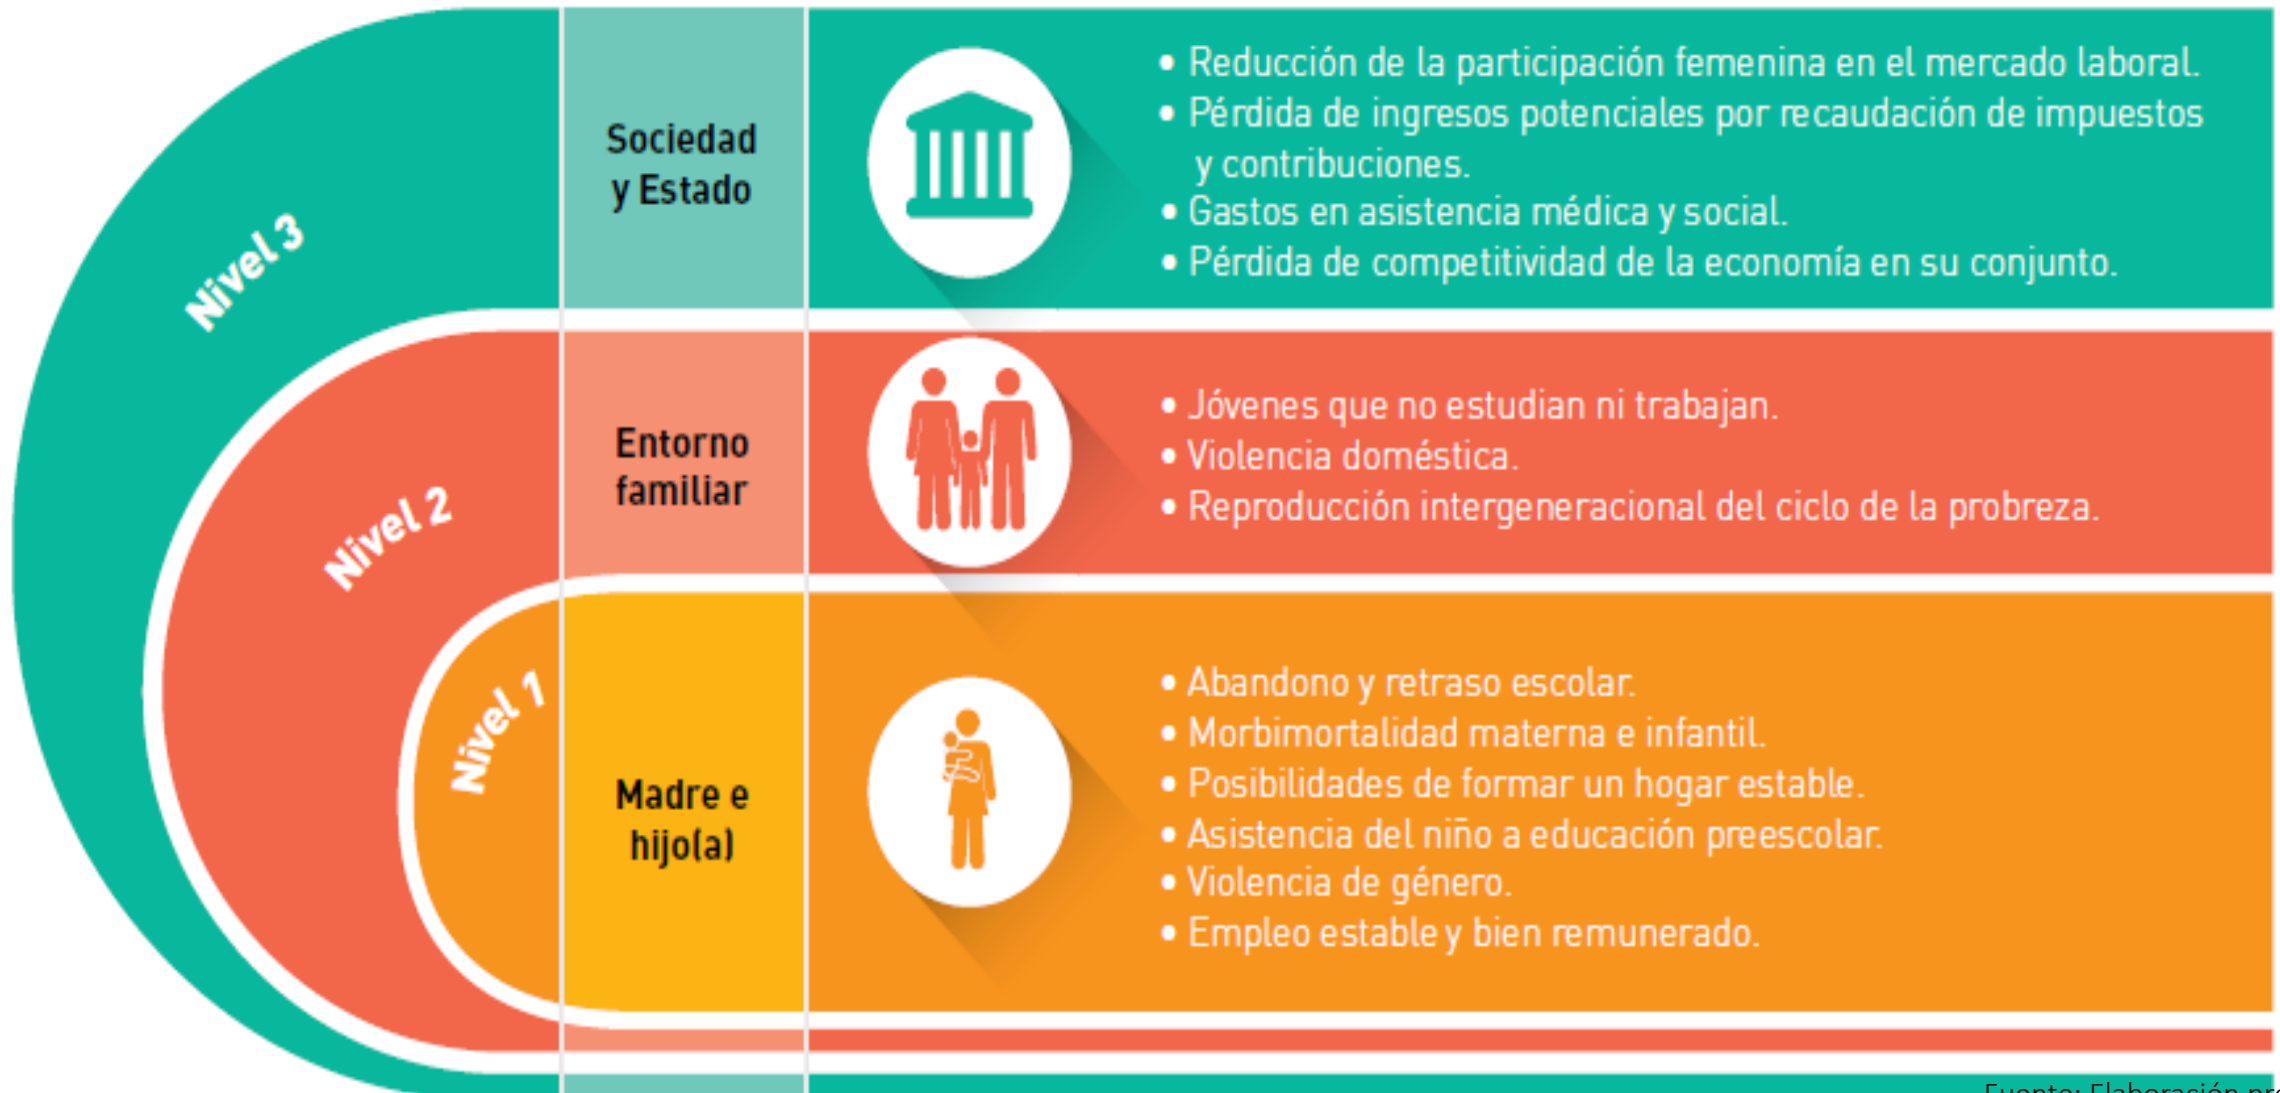 Nivel 3
Sociedad
y Estado
• Reducción de la participación femenina en el mercado laboral.
• Pérdida de ingresos potenciales por recaudación de impuestos
y contribuciones.
• Gastos en asistencia médica y social.
• Pérdida de competitividad de la economía en su conjunto.
Nivel 2
Entorno
familiar
• Jóvenes que no estudian ni trabajan.
• Violencia doméstica.
• Reproducción intergeneracional del ciclo de la probreza.
Nivel 1
Madre e
hijo(a)
• Abandono y retraso escolar.
• Morbimortalidad materna e infantil.
• Posibilidades de formar un hogar estable.
• Asistencia del niño a educación preescolar.
• Violencia de género.
• Empleo estable y bien remunerado.
Fuente: Elaboración